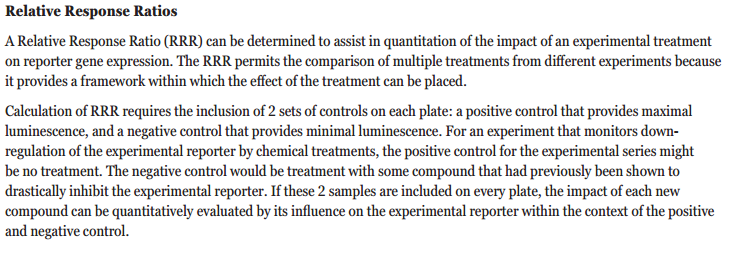 Relative Response Ratios
A Relative Response Ratio (RRR) can be determined to assist in quantitation of the impact of an experimental treatment
on reporter gene expression. The RRR permits the comparison of multiple treatments from different experiments because
it provides a framework within which the effect of the treatment can be placed.
Calculation of RRR requires the inclusion of 2 sets of controls on each plate: a positive control that provides maximal
luminescence, and a negative control that provides minimal luminescence. For an experiment that monitors down-
regulation of the experimental reporter by chemical treatments, the positive control for the experimental series might
be no treatment. The negative control would be treatment with some compound that had previously been shown to
drastically inhibit the experimental reporter. If these 2 samples are included on every plate, the impact of each new
compound can be quantitatively evaluated by its influence on the experimental reporter within the context of the positive
and negative control.